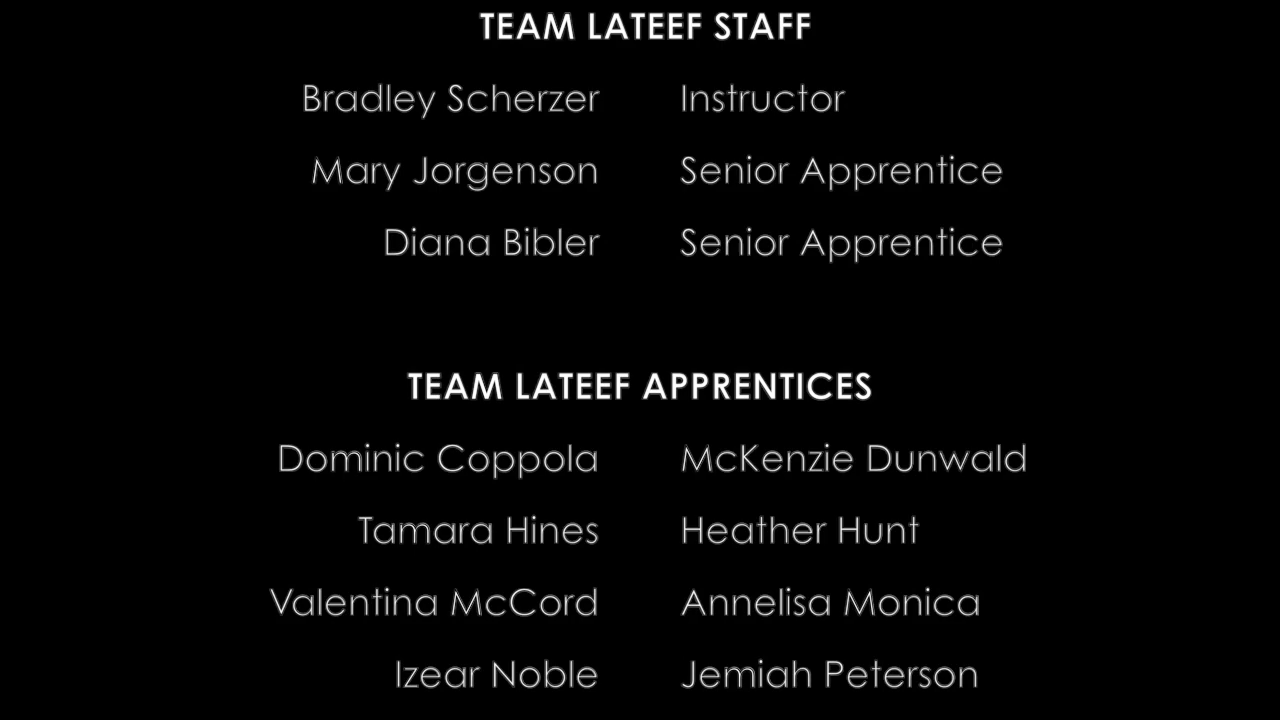 TEAM LATEEF STAFF
Bradley Scherzer Instructor
Mary Jorgenson Senior Apprentice
Diana Bibler Senior Apprentice
TEAM LATEEF APPRENTICES
Dominic Coppola McKenzie Dunwald
Tamara Hines Heather Hunt
Valentina McCord Annelisa Monica
Izear Noble Jemiah Peterson